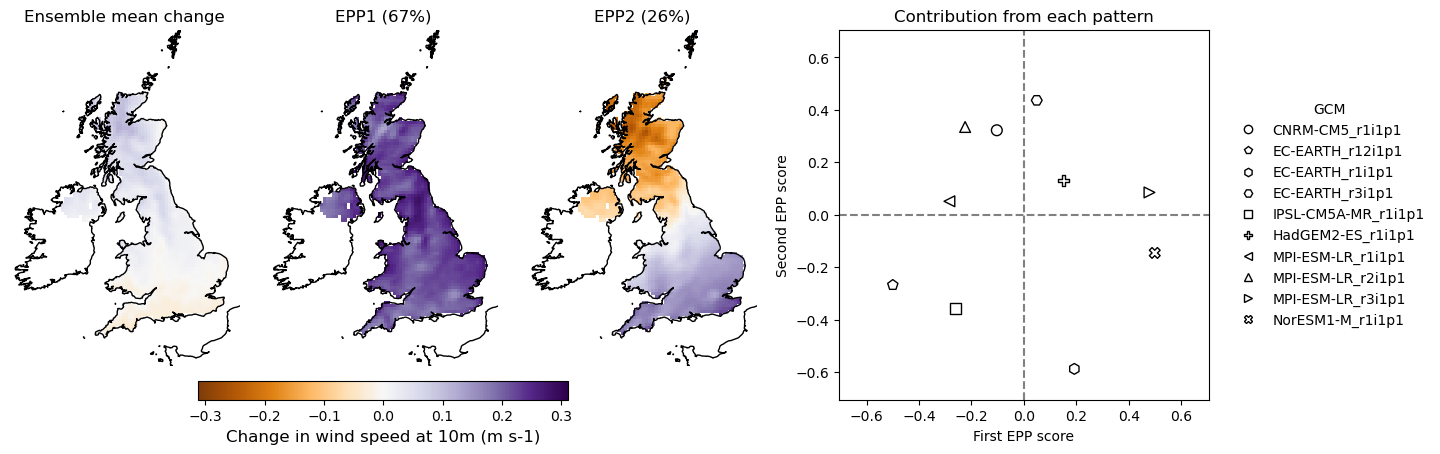 Ensemble mean change
EPP1 (67%)
EPP2 (26%)
Contribution from each pattern
−0.3 −0.2 −0.1 0.0 0.1 0.2 0.3
Change in wind speed at 10m (m s-1)
Second EPP score
0.6
0.4
0.2
0.0
−0.2
−0.4
−0.6
−0.6 −0.4 −0.2 0.0 0.2 0.4 0.6
First EPP score
GCM
CNRM-CM5_r1i1p1
EC-EARTH_r12i1p1
EC-EARTH_r1i1p1
EC-EARTH_r3i1p1
IPSL-CM5A-MR_r1i1p1
HadGEM2-ES_r1i1p1
MPI-ESM-LR_r1i1p1
MPI-ESM-LR_r2i1p1
MPI-ESM-LR_r3i1p1
NorESM1-M_r1i1p1